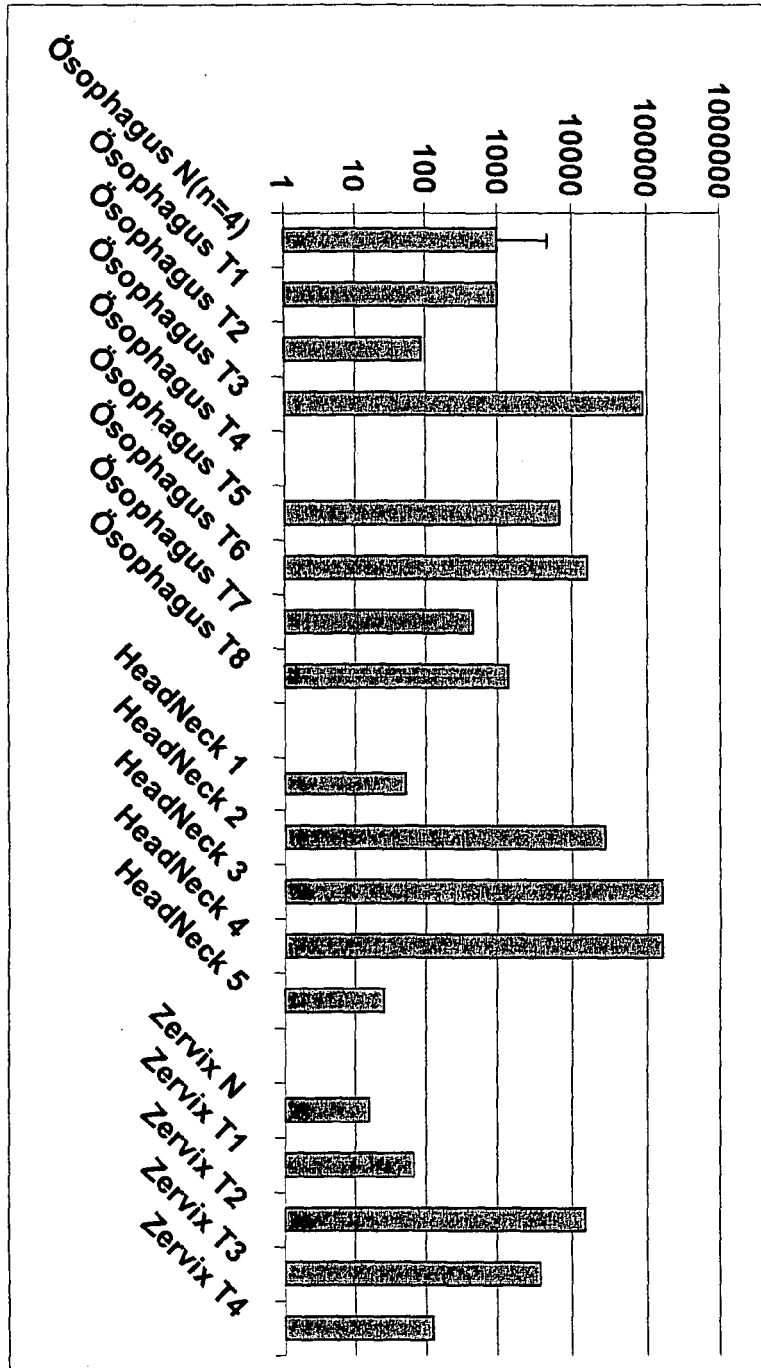 1000000
100000
10000
1000
100
10
1
Ösophagus N(n=4)
Ösophagus T1
Ösophagus T2
Ösophagus T3
Ösophagus T4
Ösophagus T5
Ösophagus T6
Ösophagus T7
Ösophagus T8
HeadNeck 1
HeadNeck 2
HeadNeck 3
HeadNeck 4
HeadNeck 5
Zervix N
Zervix T1
Zervix T2
Zervix T3
Zervix T4